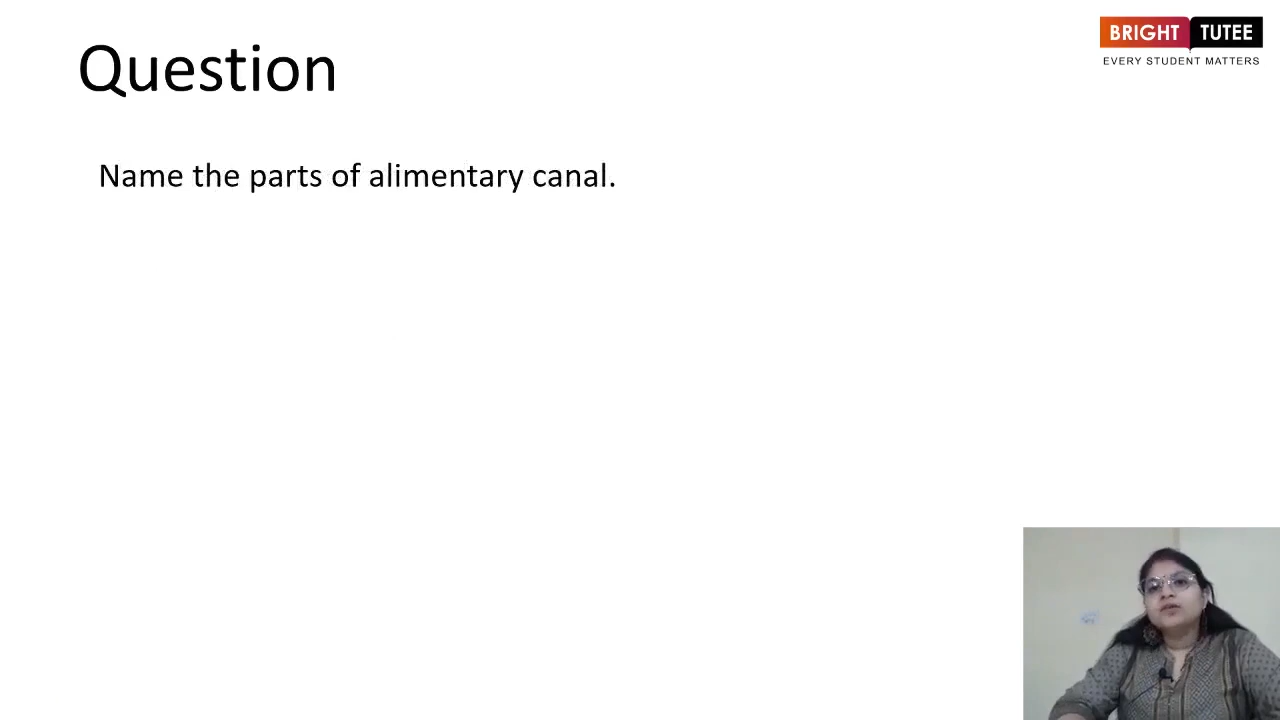 Question
BRIGHT TUTEE
EVERY STUDENT MATTERS
Name the parts of alimentary canal.